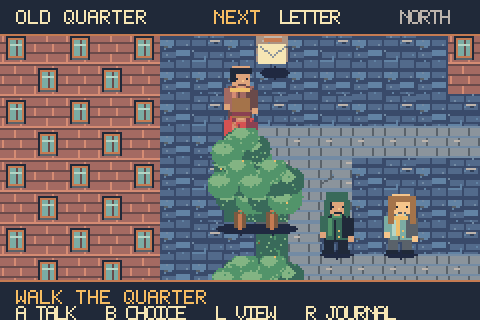 OLD QUARTER NEXT LETTER NORTH
WALK THE QUARTER
A TALK B CHOICE L VIEW R JOURNAL